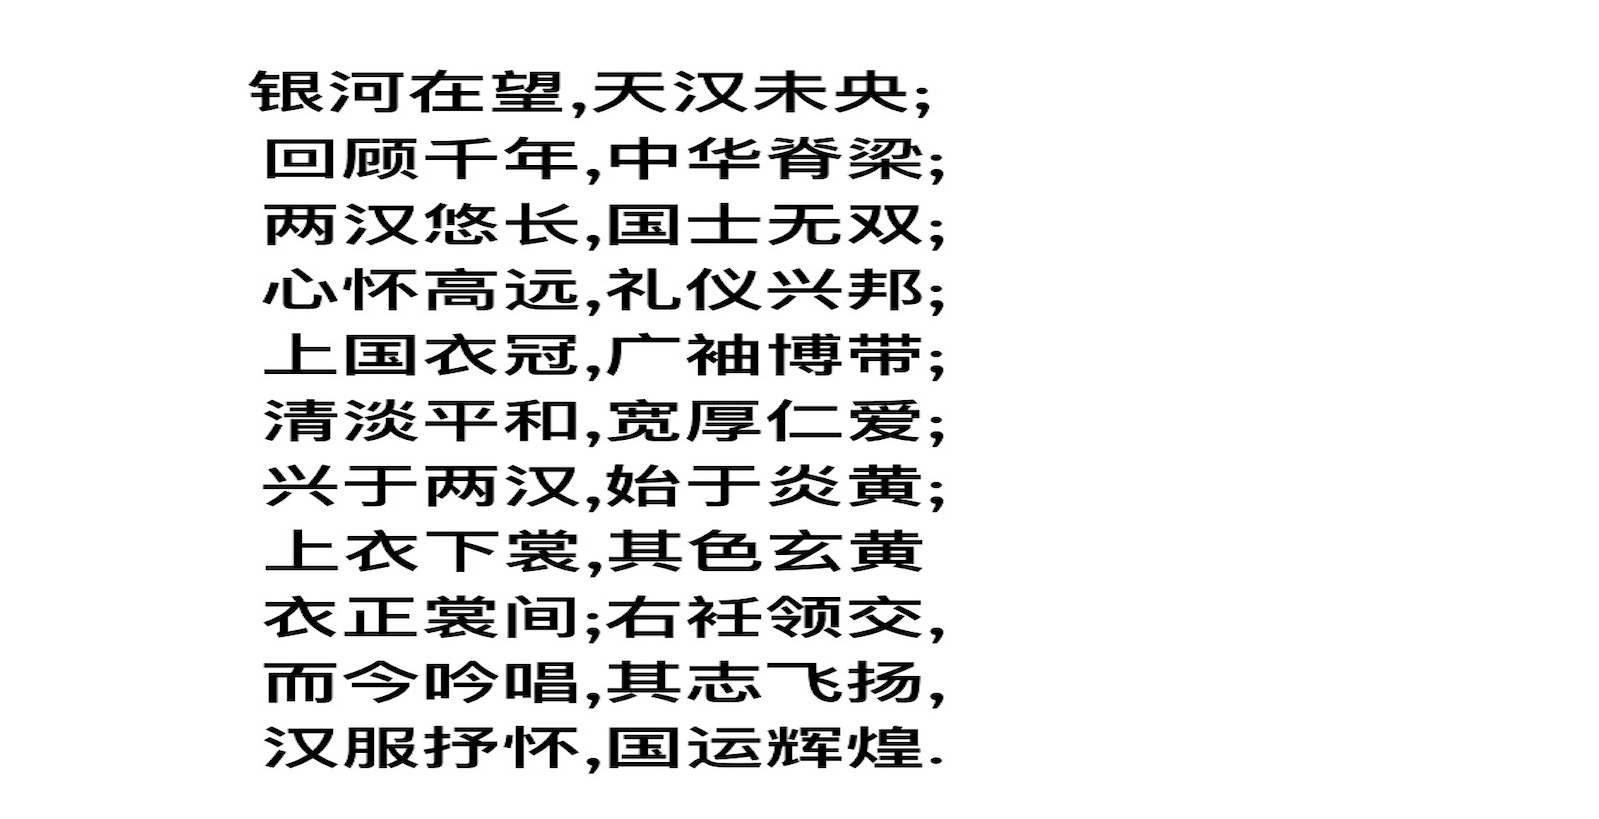 银河在望,天汉未央;
回顾千年,中华脊梁;
两汉悠长,国士无双;
心怀高远,礼仪兴邦;
上国衣冠,广袖博带;
清淡平和,宽厚仁爱;
兴于两汉,始于炎黄;
上衣下裳,其色玄黄
衣正裳间;右衽领交,
而今吟唱,其志飞扬,
汉服抒怀,国运辉煌.